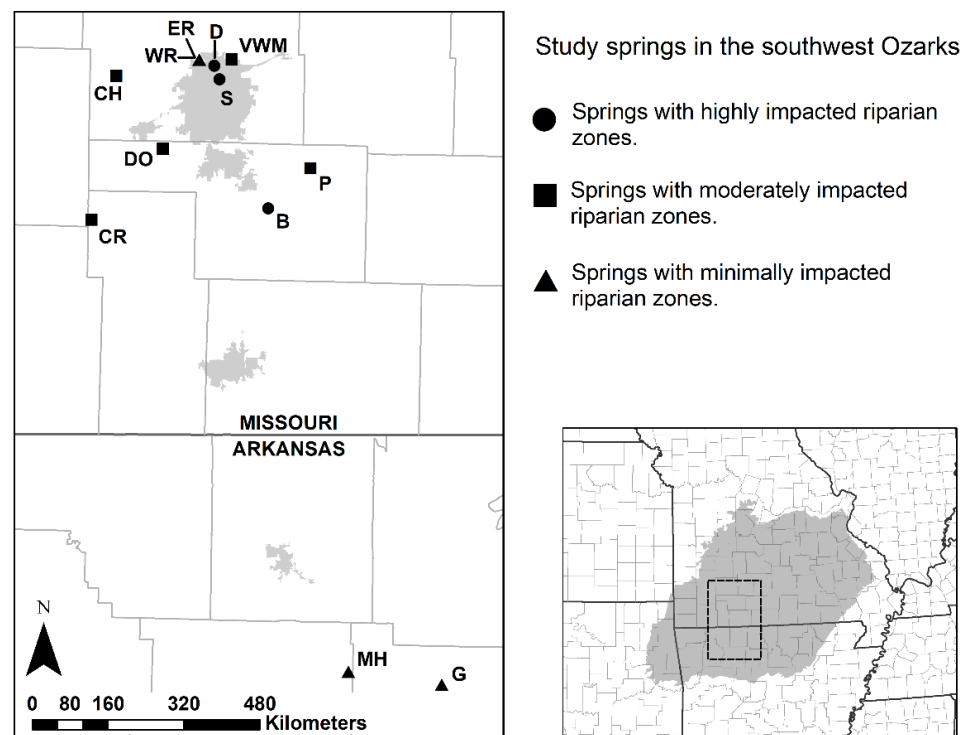 ER
D
WR
VWM
CH
S
DO
P
B
CR
MISSOURI
ARKANSAS
N
MH
G
0 80 160 320 480
Kilometers
Study springs in the southwest Ozarks
Springs with highly impacted riparian
zones.
Springs with moderately impacted
riparian zones.
Springs with minimally impacted
riparian zones.